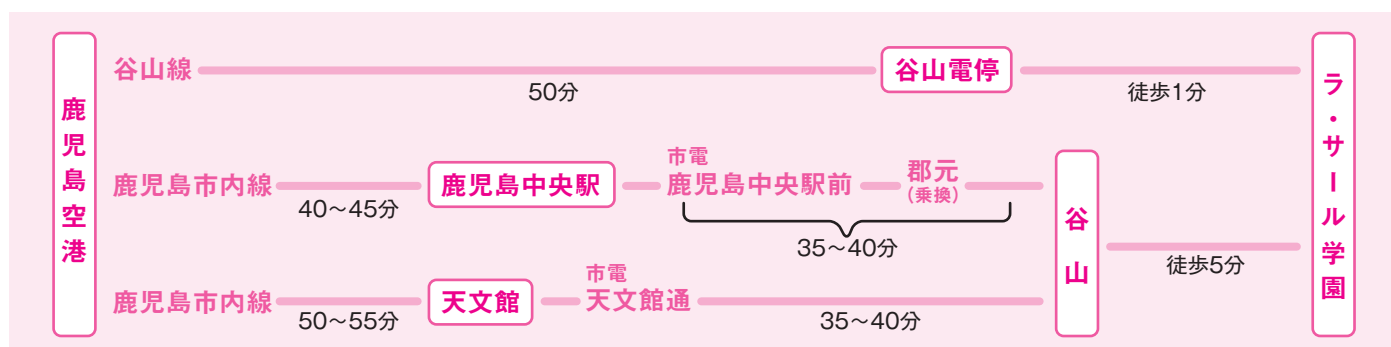 鹿児島空港
谷山線
50分
谷山電停
徒歩1分
鹿児島市内線
40〜45分
鹿児島中央駅
市電
鹿児島中央駅前
郡元
(乗換)
35〜40分
鹿児島市内線
50〜55分
天文館
市電
天文館通
35〜40分
谷山
徒歩5分
ラ・サール学園